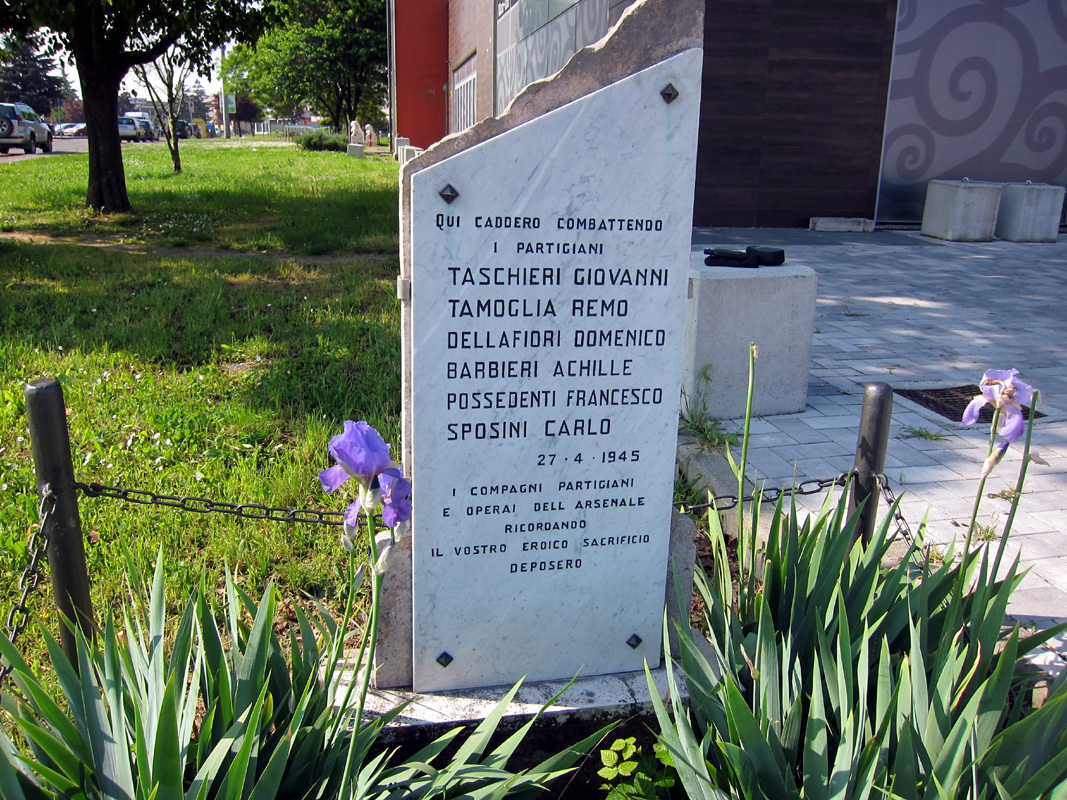 QUI CADDERO COMBATTENDO
I PARTIGIANI
TASCHIERI GIOVANNI
TAMOGLIA REMO
DELLAFIORI DOMENICO
BARBIERI ACHILLE
POSSEDENTI FRANCESCO
SPOSINI CARLO
27·4·1945
I COMPAGNI PARTIGIANI
E OPERAI DELL ARSENALE
RICORDANDO
IL VOSTRO EROICO SACRIFICIO
DEPOSERO